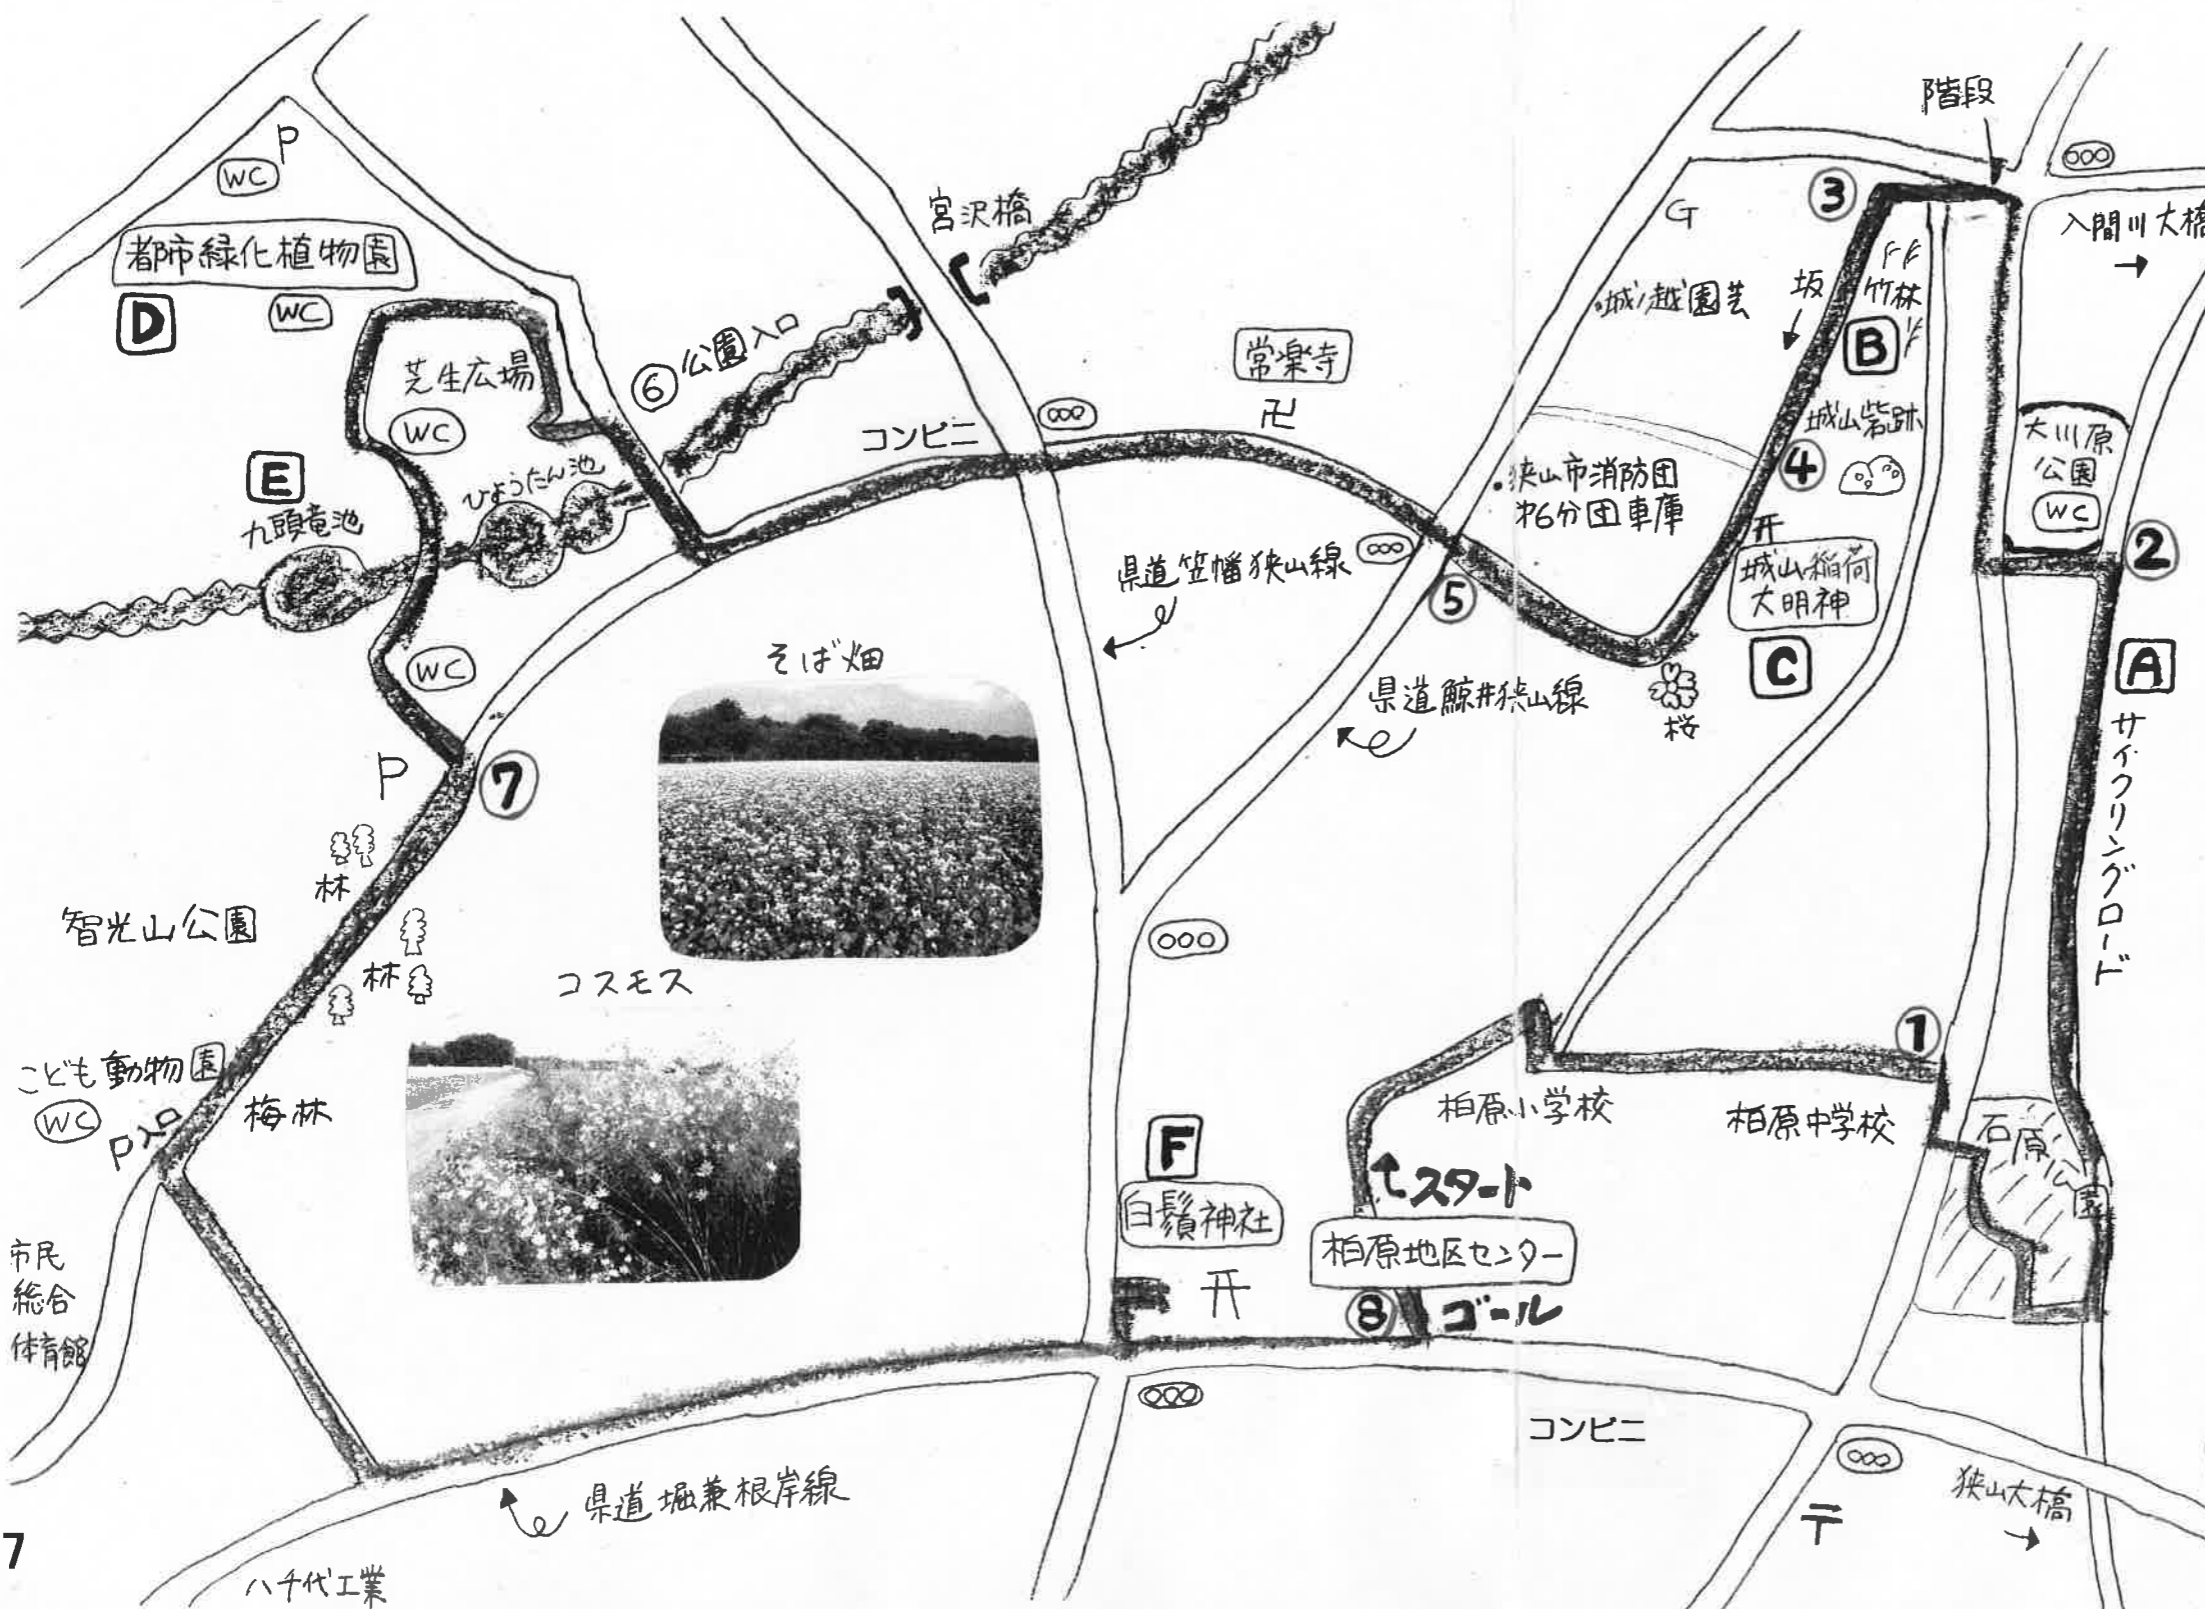 階段
P
WC
③
入間川大橋
→
宮沢橋
G
都市緑化植物園
坂
竹林
D
WC
城ノ越園芸
B
⑥公園入口
常楽寺
卍
芝生広場
WC
コンビニ
城山砦跡
大川原
公園
WC
④
E
ひょうたん池
九頭竜池
狭山市消防団
第6分団車庫
②
県道笠幡狭山線
城山稲荷
大明神
⑤
A
C
WC
そば畑
県道鯨井狭山線
桜
サイクリングロード
P
⑦
林
智光山公園
林
コスモス
①
こども動物園
WC
梅林
柏原小学校
柏原中学校
石原公園
P入口
F
スタート
白鬚神社
柏原地区センター
市民
総合
体育館
⑧
ゴール
コンビニ
県道堀兼根岸線
〒
狭山大橋
→
7
八千代工業